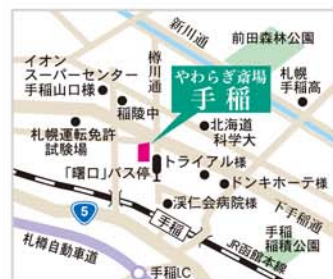 新川通
前田森林公園
樽川通
イオン
スーパーセンター
手稲山口様
やわらぎ斎場
手稲
札幌
手稲高
稲陵中
北海道
科学大
札幌運転免許
試験場
トライアル様
「曙口」バス停
ドンキホーテ様
渓仁会病院様
下手稲通
5
手稲
手稲
稲積公園
JR函館本線
札樽自動車道
手稲I.C